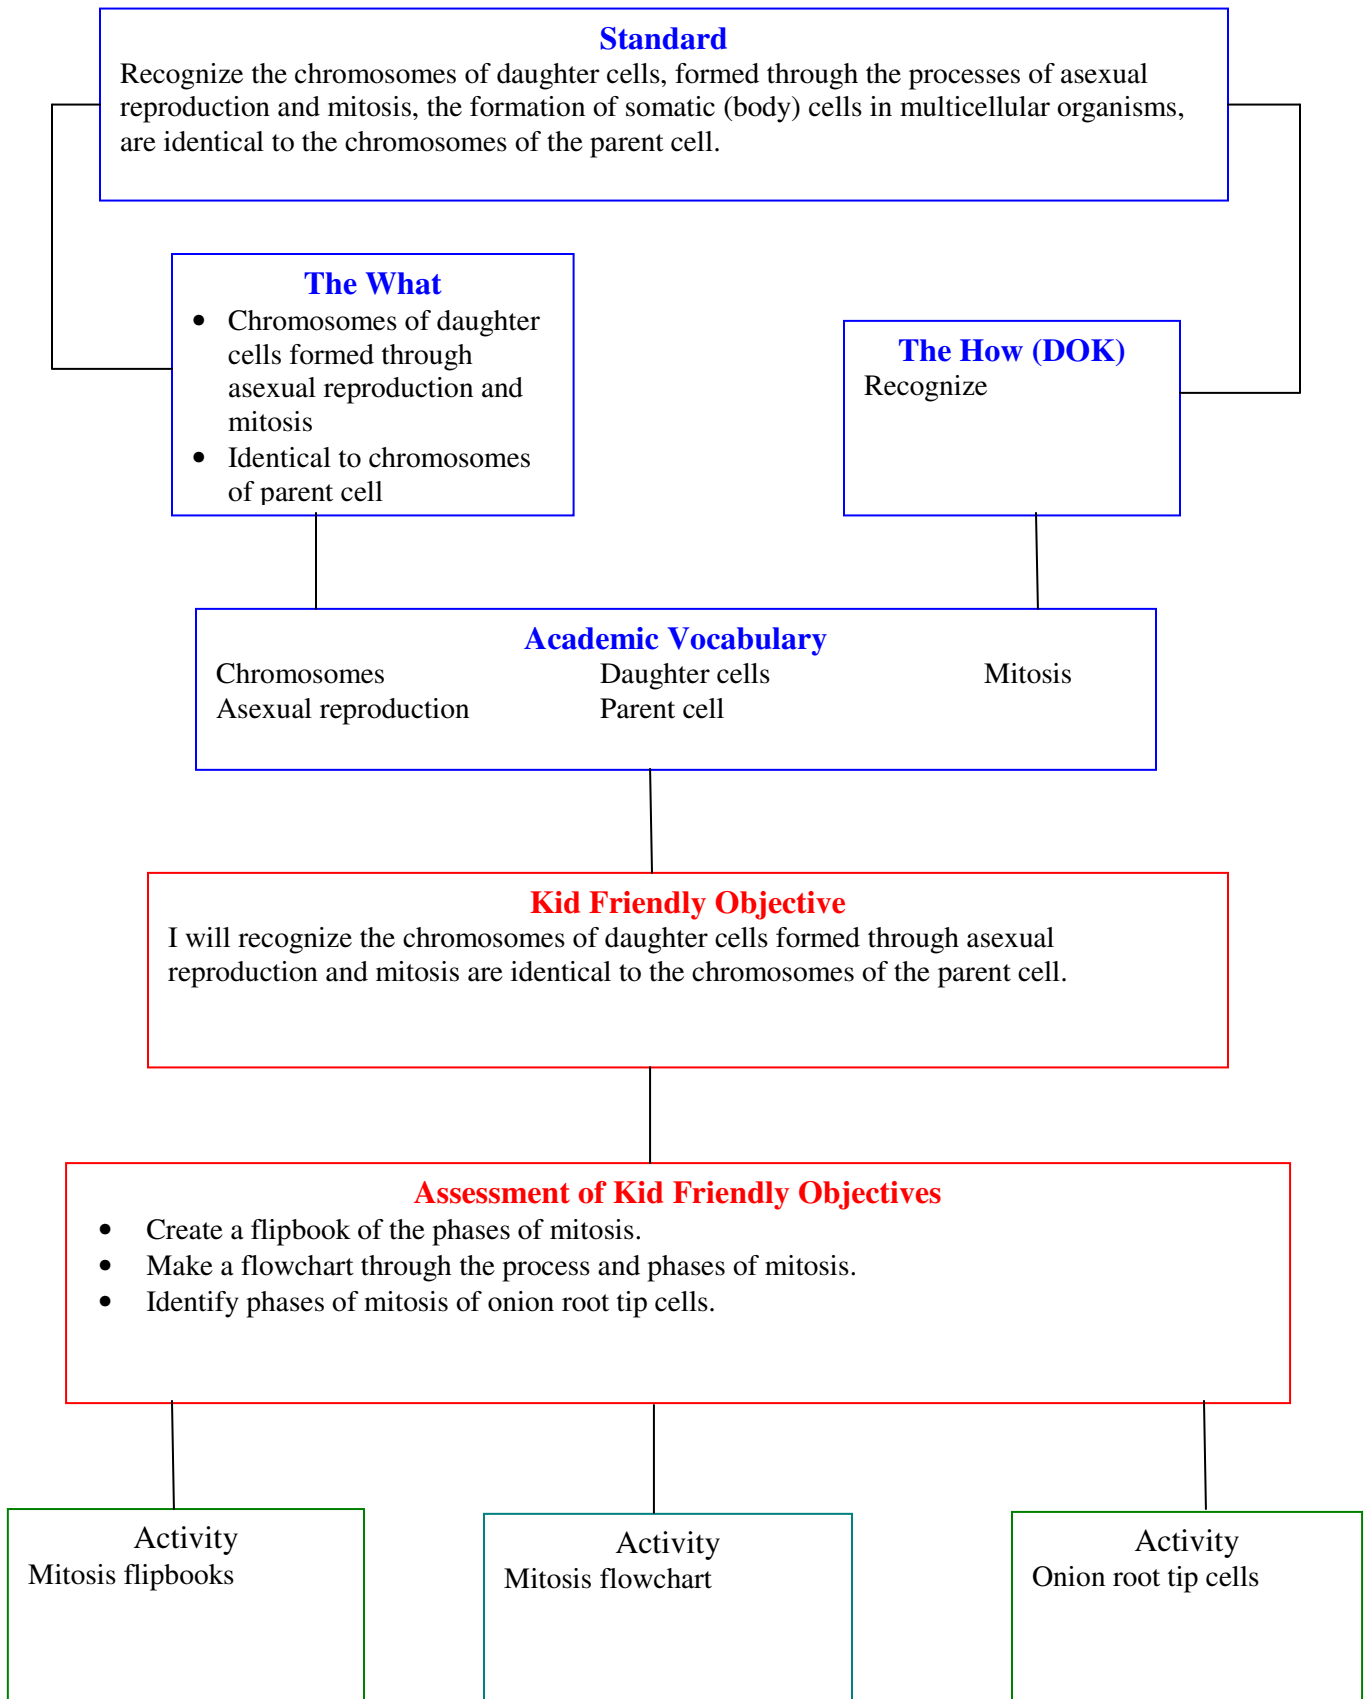 Standard
Recognize the chromosomes of daughter cells, formed through the processes of asexual
reproduction and mitosis, the formation of somatic (body) cells in multicellular organisms,
are identical to the chromosomes of the parent cell.
The What
• Chromosomes of daughter
cells formed through
asexual reproduction and
mitosis
• Identical to chromosomes
of parent cell
The How (DOK)
Recognize
Academic Vocabulary
Chromosomes Daughter cells Mitosis
Asexual reproduction Parent cell
Kid Friendly Objective
I will recognize the chromosomes of daughter cells formed through asexual
reproduction and mitosis are identical to the chromosomes of the parent cell.
Assessment of Kid Friendly Objectives
• Create a flipbook of the phases of mitosis.
• Make a flowchart through the process and phases of mitosis.
• Identify phases of mitosis of onion root tip cells.
Activity
Mitosis flipbooks
Activity
Mitosis flowchart
Activity
Onion root tip cells